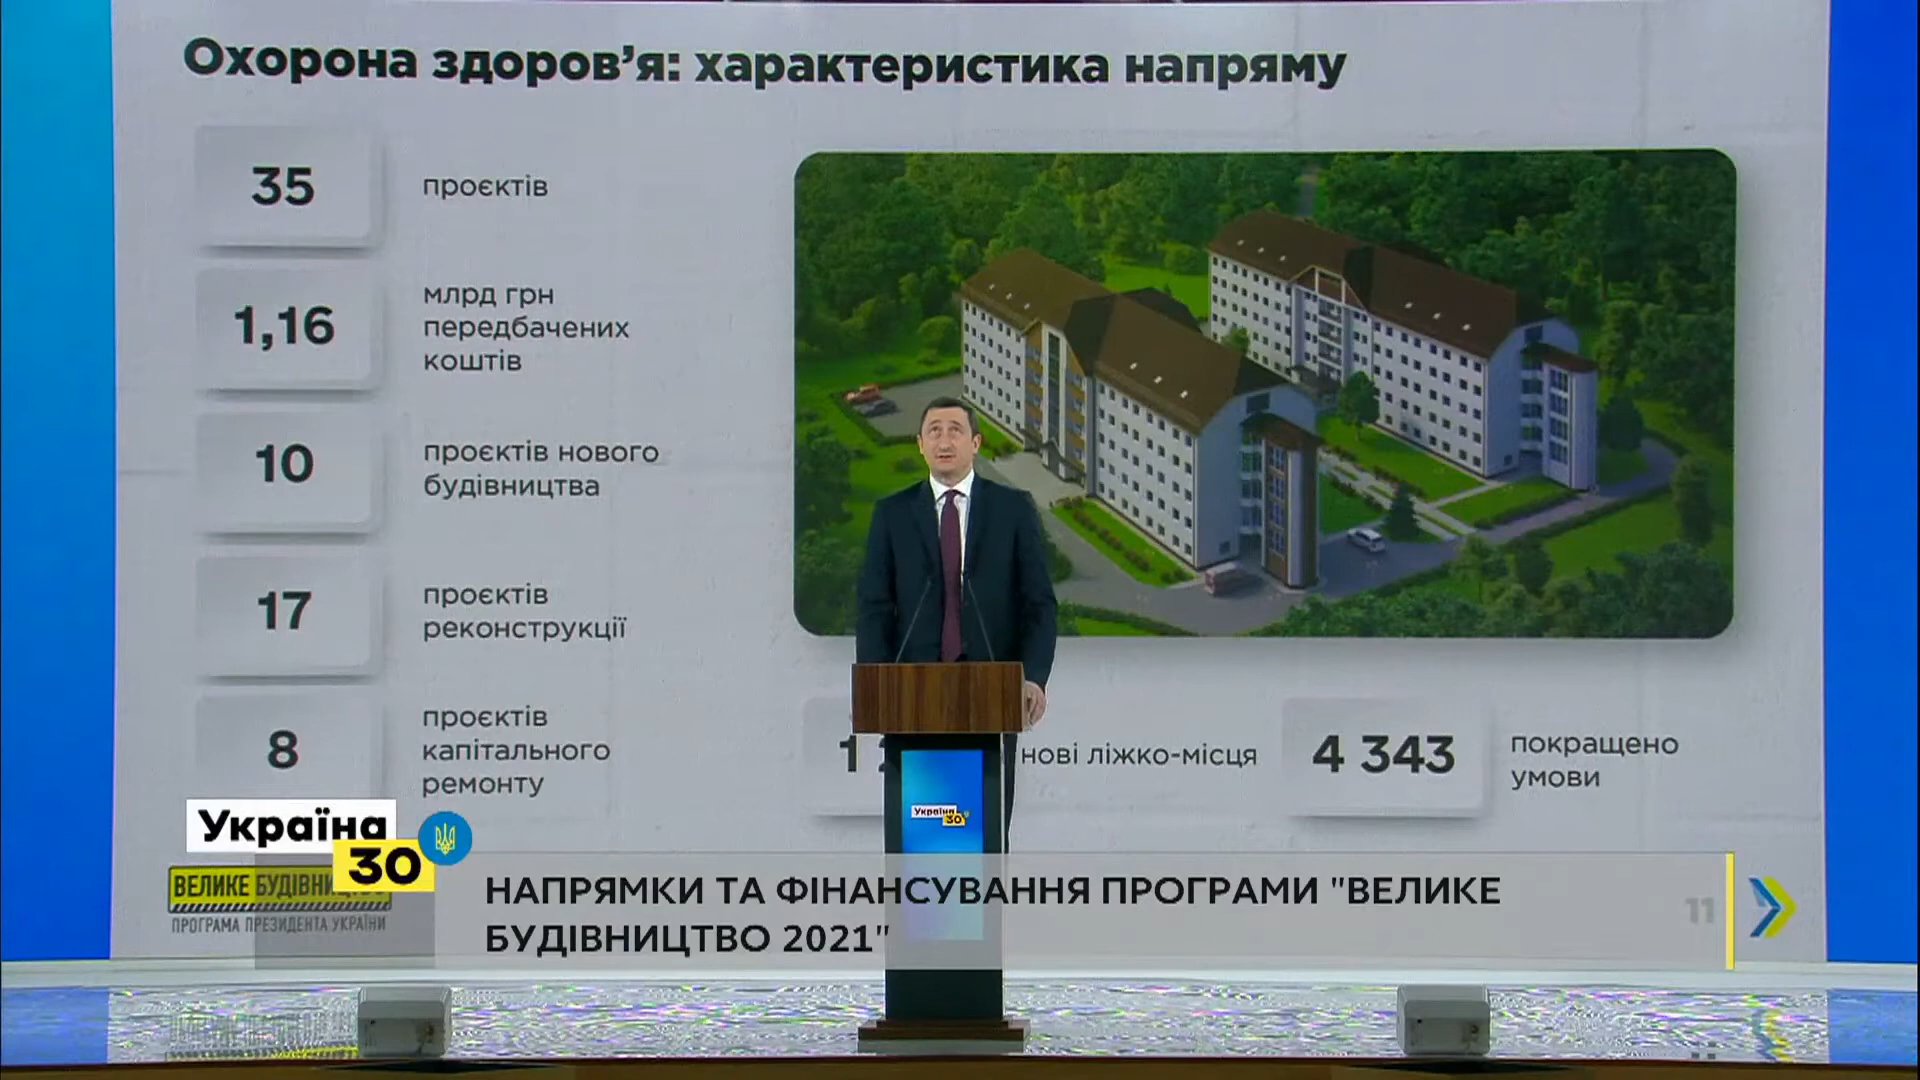 Охорона здоров’я: характеристика напряму
35
проєктів
1,16
млрд грн
передбачених
коштів
10
проєктів нового
будівництва
17
проєктів
реконструкції
8
проєктів
капітального
ремонту
нові ліжко-місця
4 343
покращено
умови
Україна
30
Україна
30
ВЕЛИКЕ
ПРОГРАМА ПРЕЗИДЕНТА УКРАЇНИ
НАПРЯМКИ ТА ФІНАНСУВАННЯ ПРОГРАМИ "ВЕЛИКЕ
БУДІВНИЦТВО 2021"
11